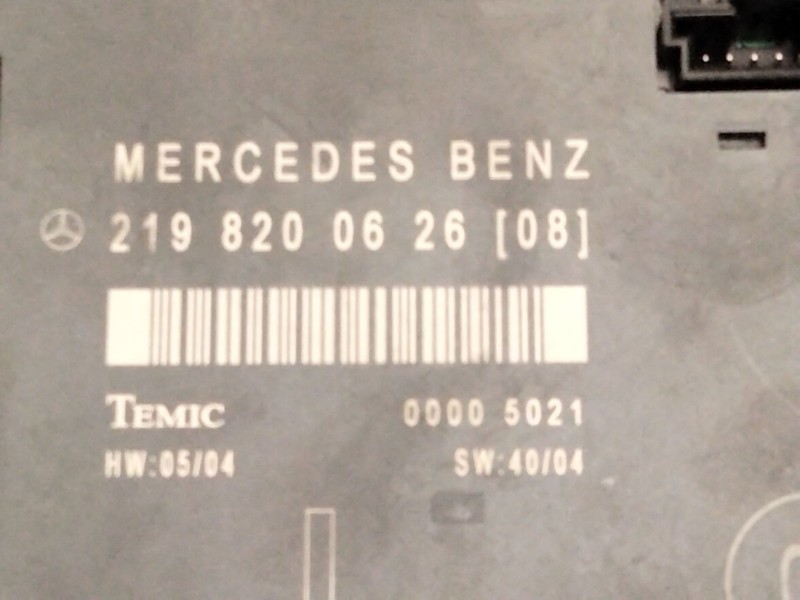 MERCEDES BENZ
219 820 06 26 [08]
TEMIC 0000 5021
HW:05/04 SW:40/04